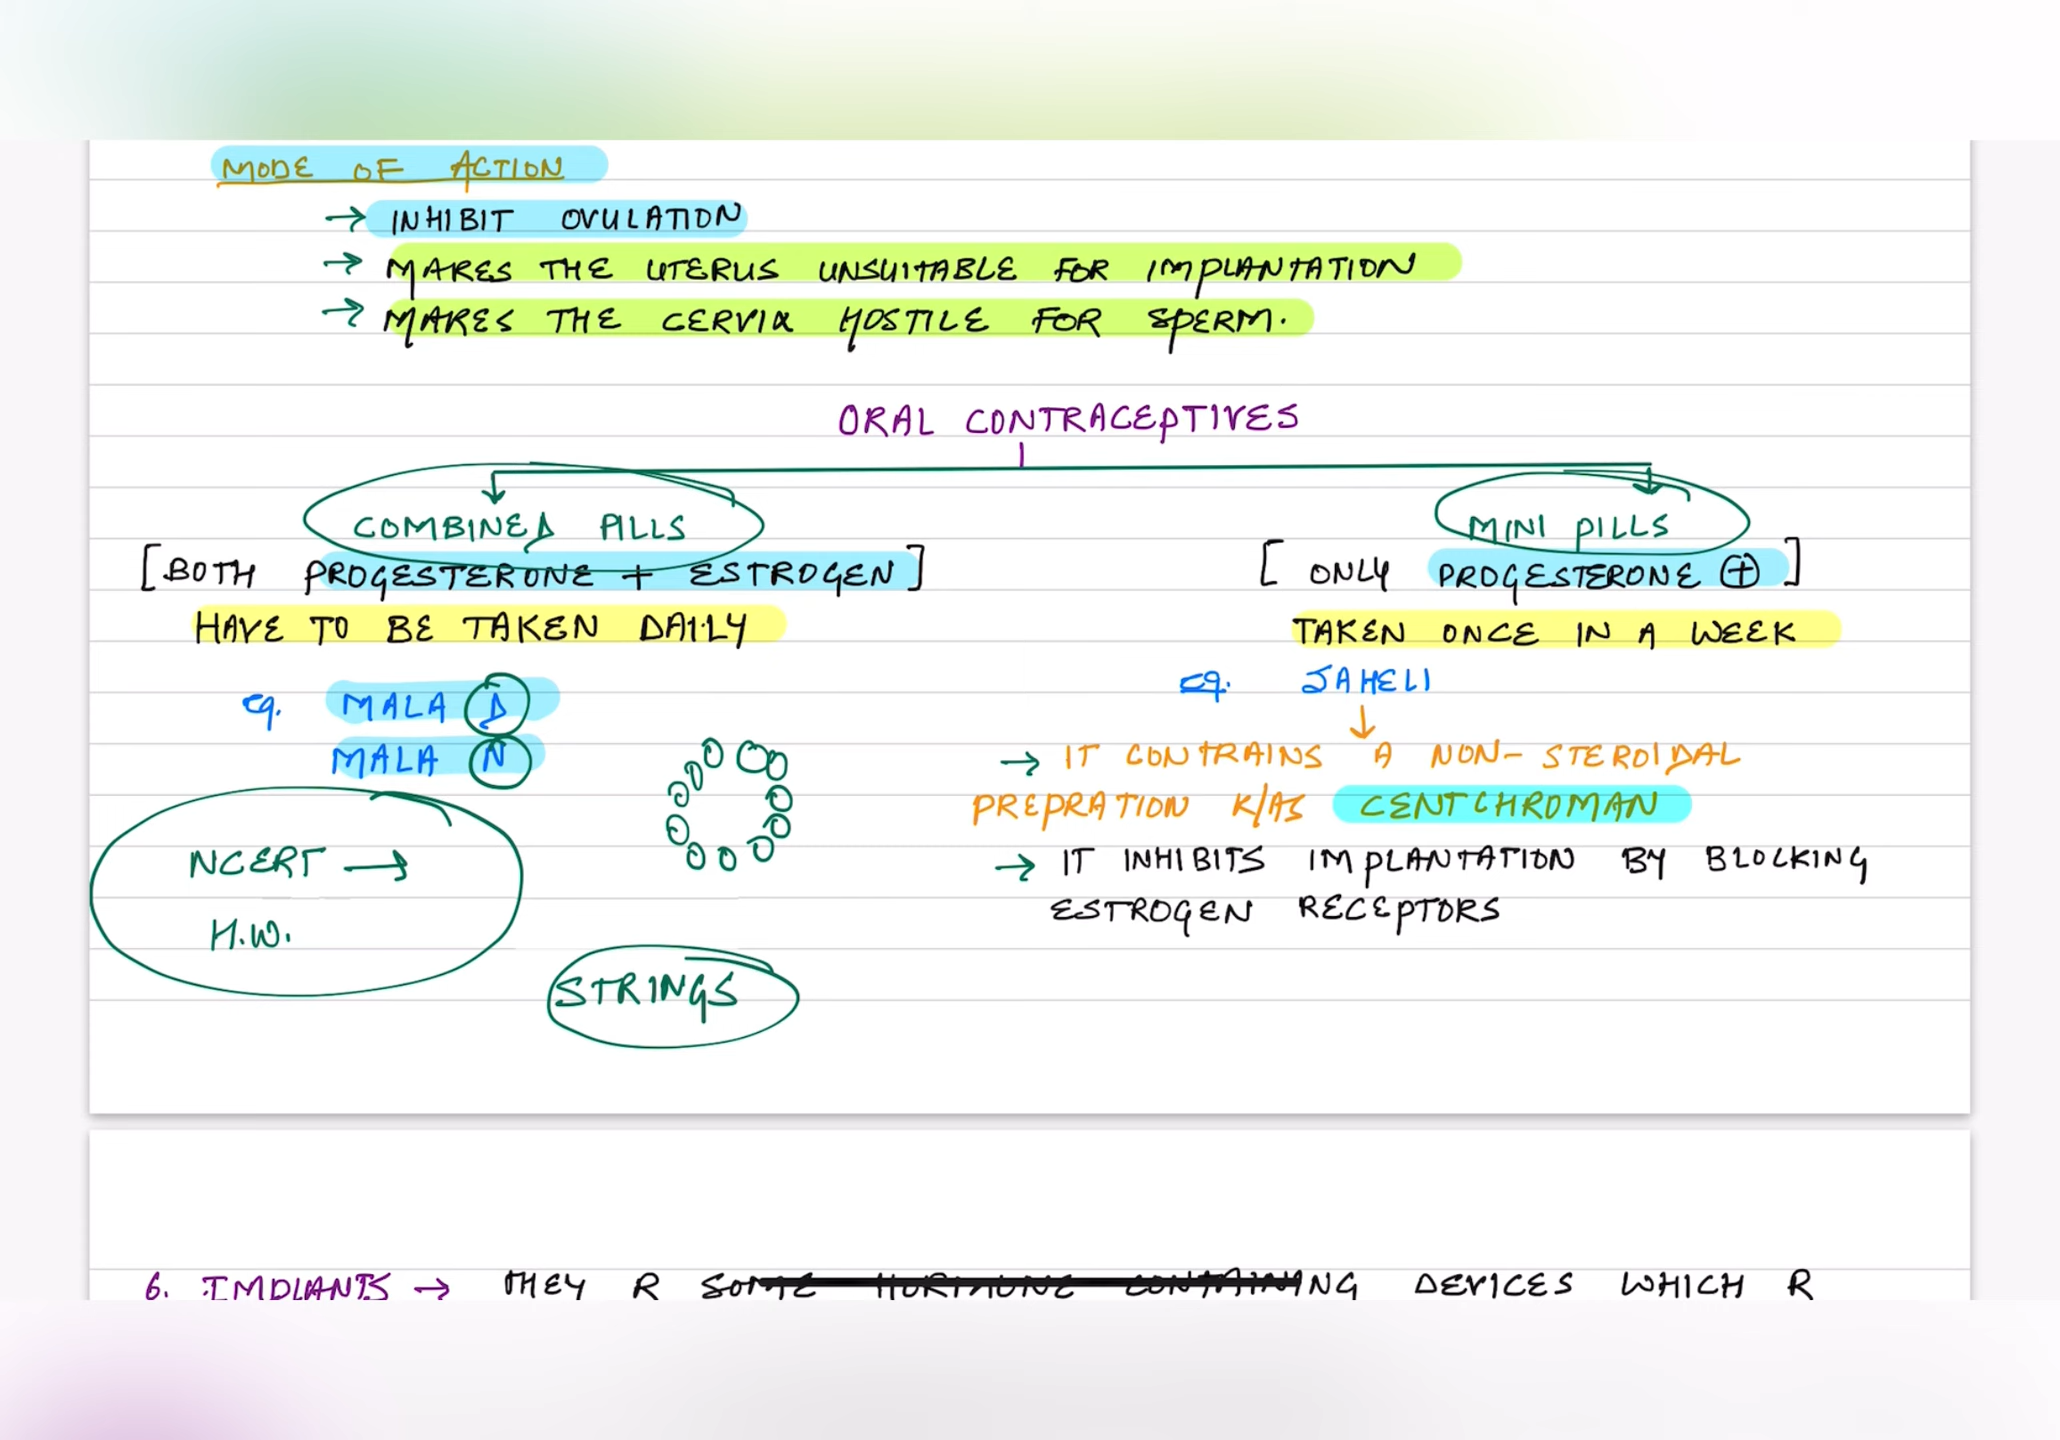 MODE OF ACTION
→ INHIBIT OVULATION
→ MAKES THE UTERUS UNSUITABLE FOR IMPLANTATION
→ MAKES THE CERVIX HOSTILE FOR SPERM.
ORAL CONTRACEPTIVES
COMBINED PILLS
[BOTH PROGESTERONE + ESTROGEN]
HAVE TO BE TAKEN DAILY
eg. MALA D
MALA N
NCERT →
H.W.
STRINGS
MINI PILLS
[ ONLY PROGESTERONE ⊕ ]
TAKEN ONCE IN A WEEK
eg. SAHELI
→ IT CONTRAINS A NON-STEROIDAL
PREPRATION K/AS CENTCHROMAN
→ IT INHIBITS IMPLANTATION BY BLOCKING
ESTROGEN RECEPTORS
6. IMPLANTS → THEY R SOME HORMONE CONTAINING DEVICES WHICH R